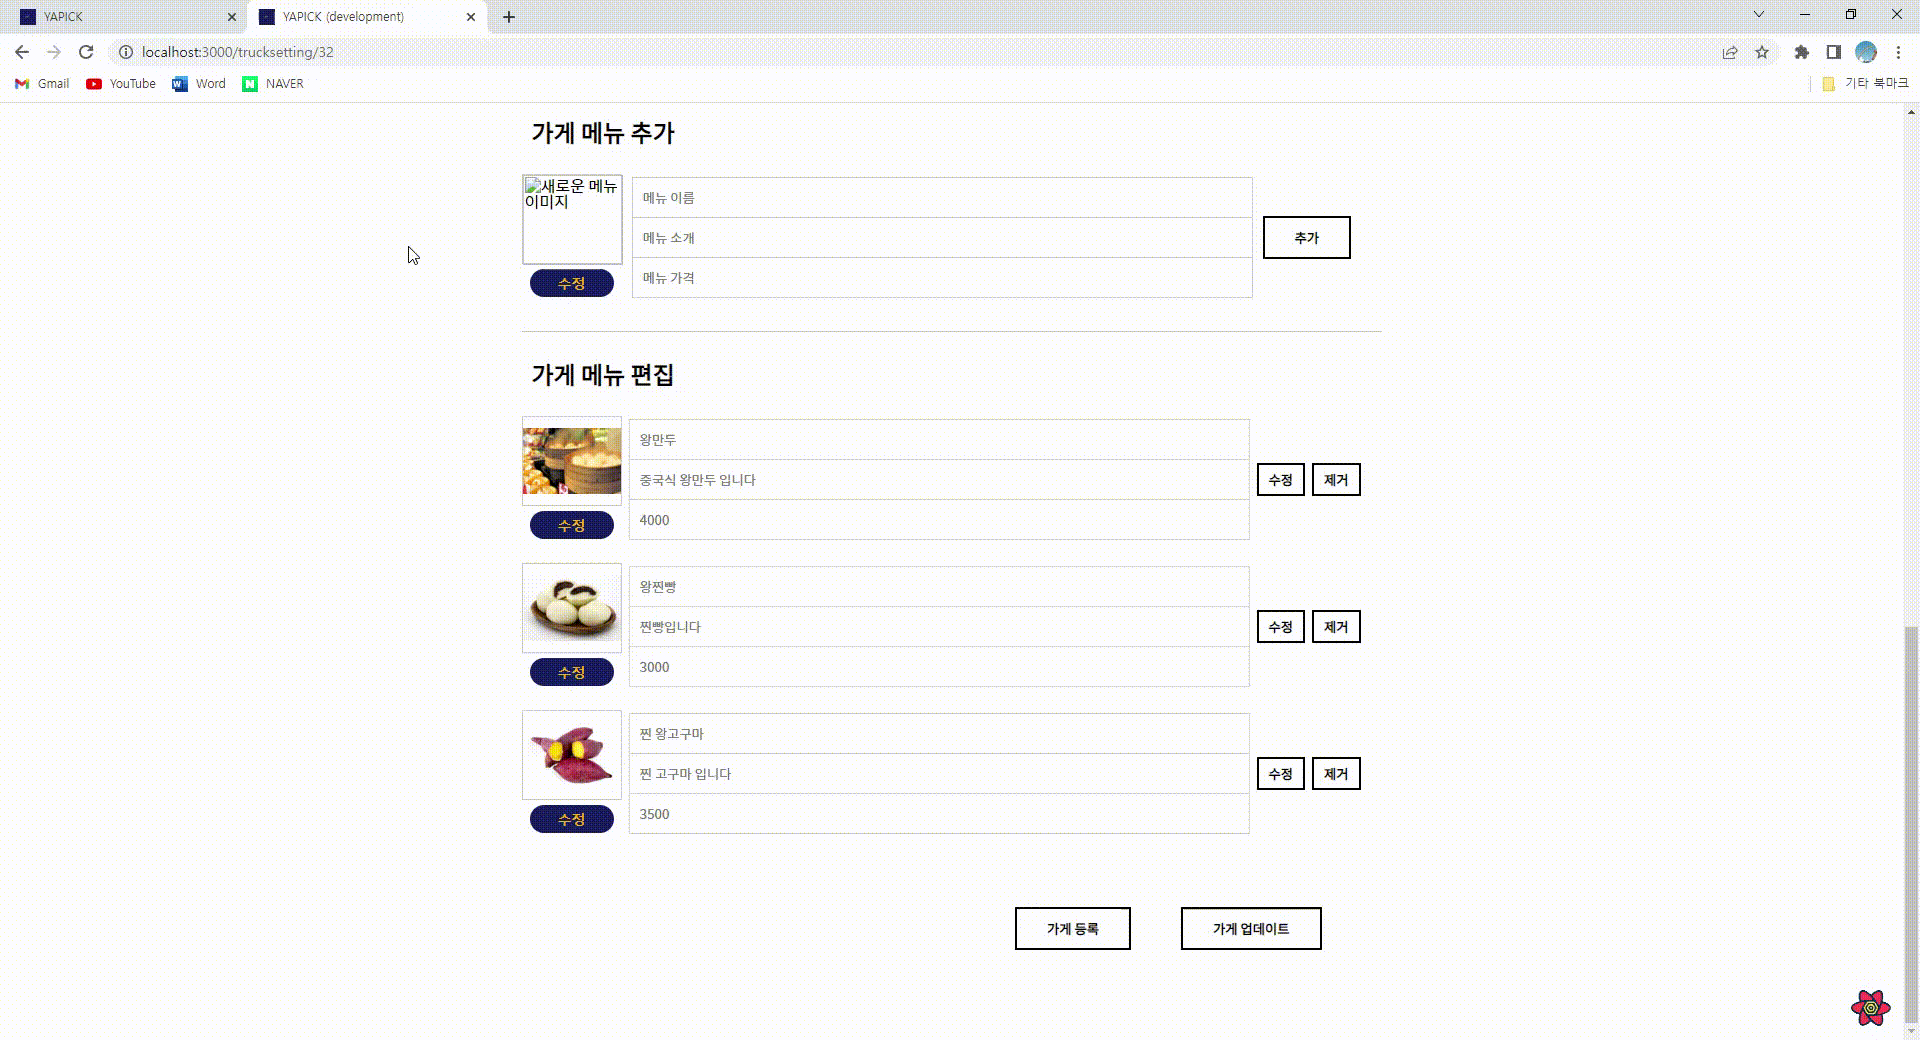 YAPICK
YAPICK (development)
localhost:3000/trucksetting/32
Gmail
YouTube
Word
NAVER
기타 북마크
가게 메뉴 추가
새로운 메뉴
이미지
수정
메뉴 이름
메뉴 소개
메뉴 가격
추가
가게 메뉴 편집
수정
왕만두
중국식 왕만두 입니다
4000
수정
제거
수정
왕찐빵
찐빵입니다
3000
수정
제거
수정
찐 왕고구마
찐 고구마 입니다
3500
수정
제거
가게 등록
가게 업데이트